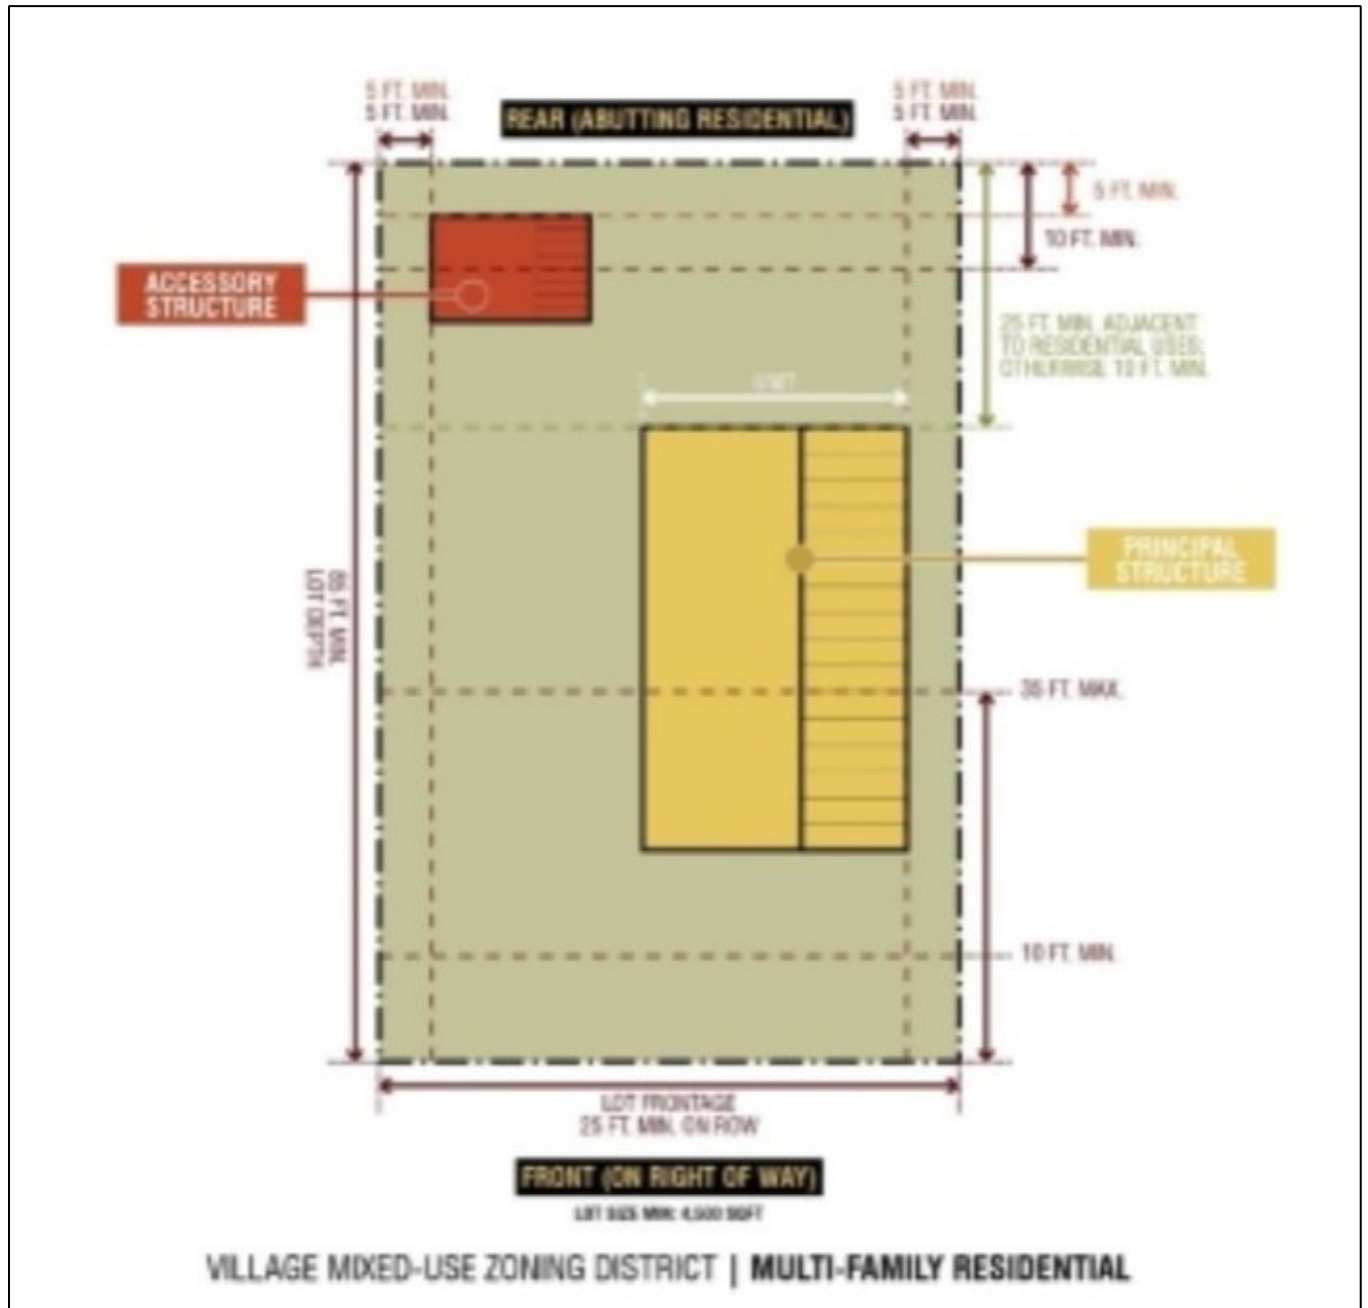 5 FT. MIN.
5 FT. MIN.
REAR (ABUTTING RESIDENTIAL)
5 FT. MIN.
5 FT. MIN.
5 FT. MIN.
10 FT. MIN.
ACCESSORY
STRUCTURE
25 FT. MIN. ADJACENT
TO RESIDENTIAL USES;
OTHERWISE 10 FT. MIN.
UNIT
PRINCIPAL
STRUCTURE
FT. MIN.
LOT DEPTH
35 FT. MAX.
10 FT. MIN.
LOT FRONTAGE
25 FT. MIN. ON ROW
FRONT (ON RIGHT OF WAY)
LOT SIZE MIN: 4,500 SQFT
VILLAGE MIXED-USE ZONING DISTRICT | MULTI-FAMILY RESIDENTIAL